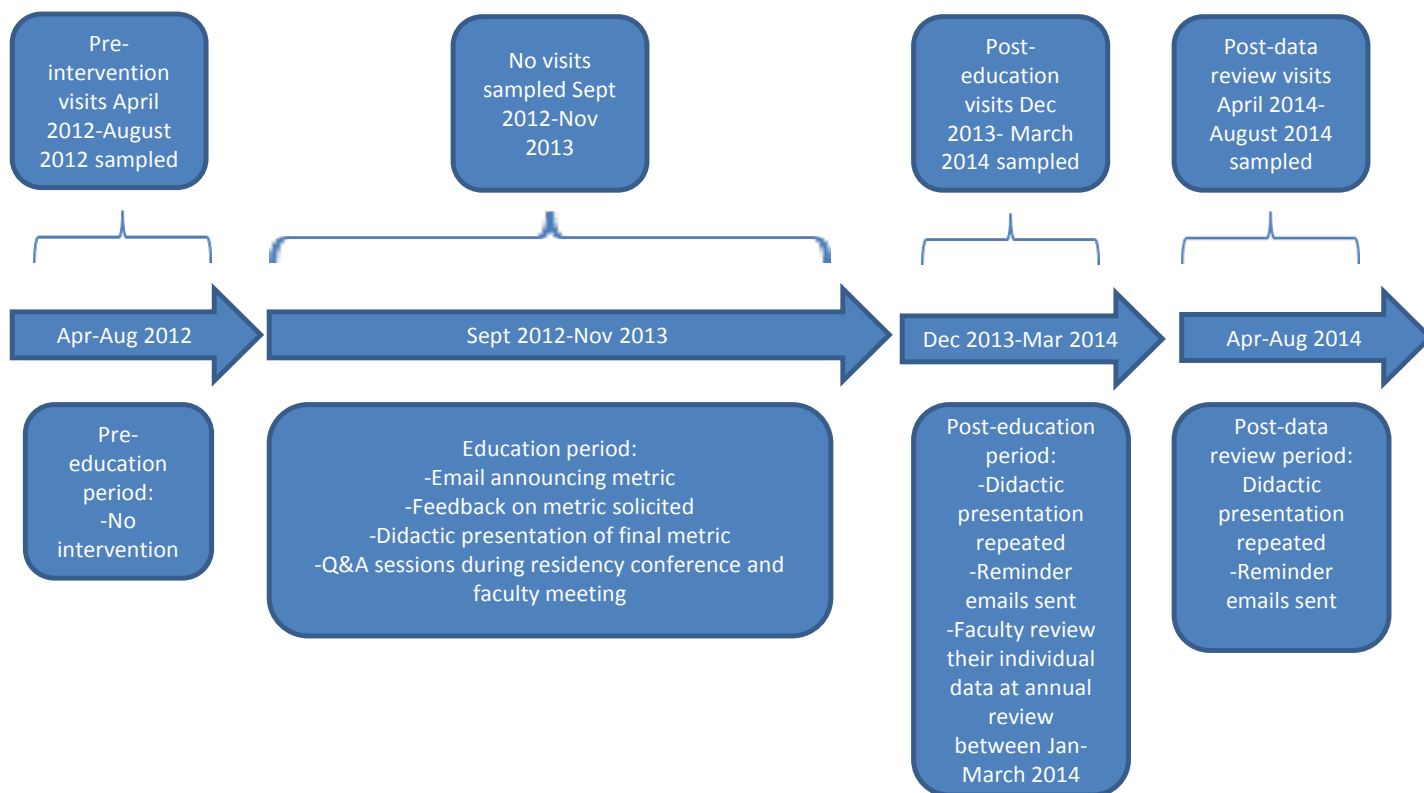 Pre-
intervention
visits April
2012-August
2012 sampled
No visits
sampled Sept
2012-Nov
2013
Post-
education
visits Dec
2013- March
2014 sampled
Post-data
review visits
April 2014-
August 2014
sampled
Apr-Aug 2012
Sept 2012-Nov 2013
Dec 2013-Mar 2014
Apr-Aug 2014
Pre-
education
period:
-No
intervention
Education period:
-Email announcing metric
-Feedback on metric solicited
-Didactic presentation of final metric
-Q&A sessions during residency conference and
faculty meeting
Post-education
period:
-Didactic
presentation
repeated
-Reminder
emails sent
-Faculty review
their individual
data at annual
review
between Jan-
March 2014
Post-data
review period:
Didactic
presentation
repeated
-Reminder
emails sent